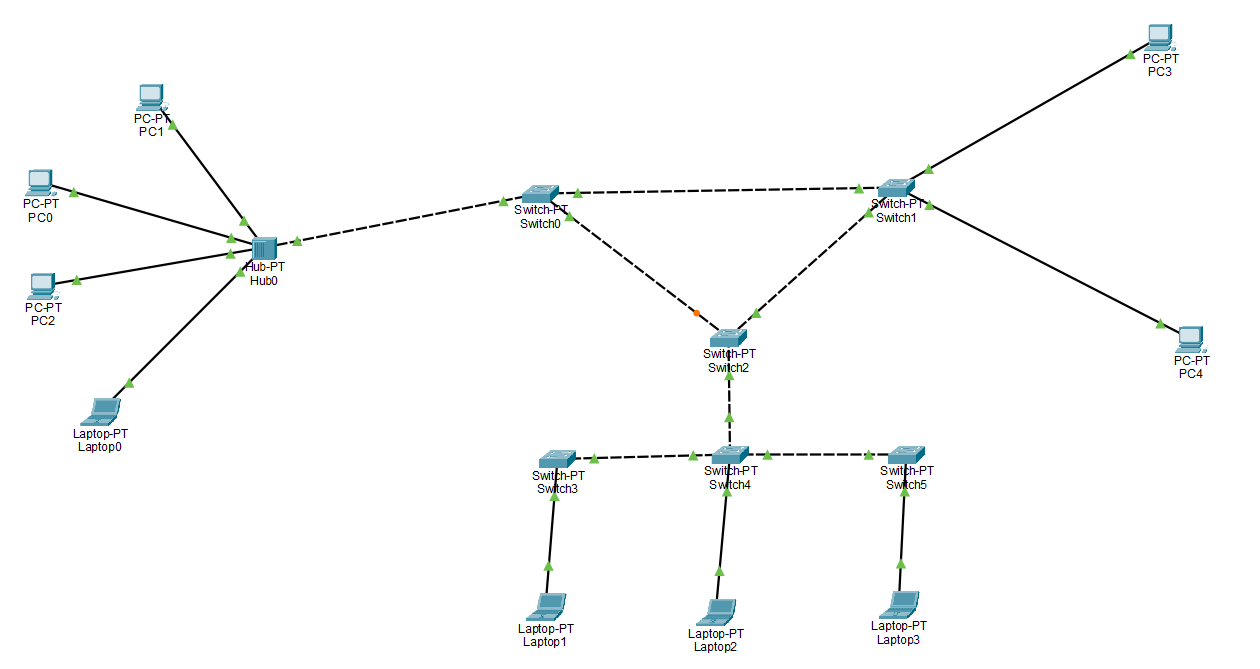 PC-PT
PC3
PC-PT
PC1
PC-PT
PC0
Switch-PT
Switch0
Switch-PT
Switch1
Hub-PT
Hub0
PC-PT
PC2
Switch-PT
Switch2
PC-PT
PC4
Laptop-PT
Laptop0
Switch-PT
Switch3
Switch-PT
Switch4
Switch-PT
Switch5
Laptop-PT
Laptop1
Laptop-PT
Laptop2
Laptop-PT
Laptop3